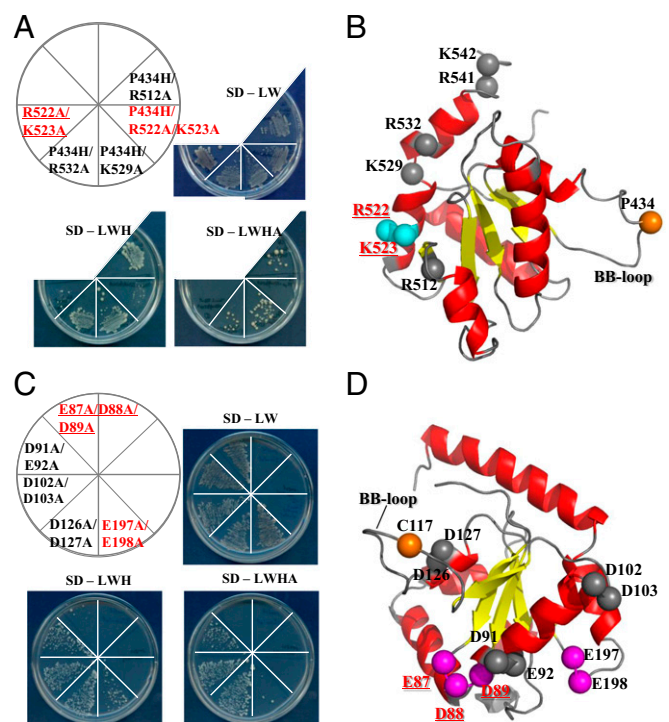 A
P434H/
R512A
R522A/
K523A
P434H/
R522A/K523A
P434H/
R532A
P434H/
K529A
SD – LW
SD – LWH
SD – LWHA
B
K542
R541
R532
K529
R522
K523
R512
P434
BB-loop
C
E87A/D88A/
D89A
D91A/
E92A
D102A/
D103A
D126A/
D127A
E197A/
E198A
SD – LW
SD – LWH
SD – LWHA
D
BB-loop
C117
D127
D126
D102
D103
D91
E92
E197
E198
E87
D89
D88